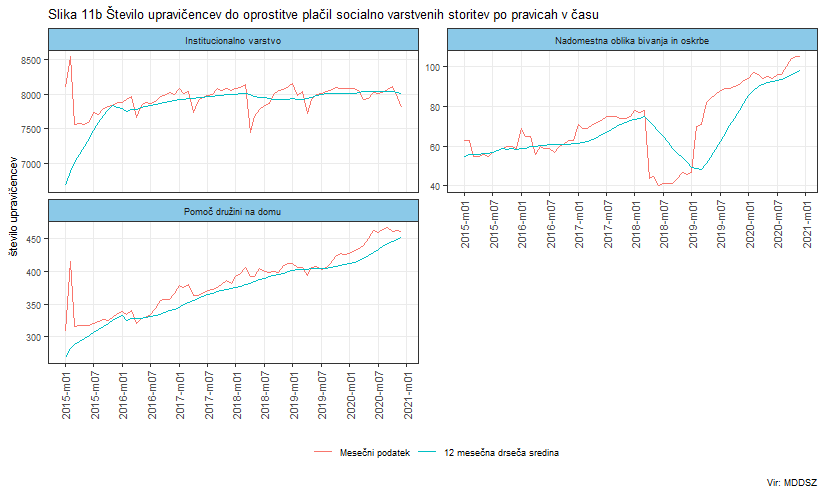 Slika 11b Število upravičencev do oprostitve plačil socialno varstvenih storitev po pravicah v času
število upravičencev
Institucionalno varstvo
8500
8000
7500
7000
Nadomestna oblika bivanja in oskrbe
100
80
60
40
2015-m01
2015-m07
2016-m01
2016-m07
2017-m01
2017-m07
2018-m01
2018-m07
2019-m01
2019-m07
2020-m01
2020-m07
2021-m01
Pomoč družini na domu
450
400
350
300
2015-m01
2015-m07
2016-m01
2016-m07
2017-m01
2017-m07
2018-m01
2018-m07
2019-m01
2019-m07
2020-m01
2020-m07
2021-m01
Mesečni podatek
12 mesečna drseča sredina
Vir: MDDSZ